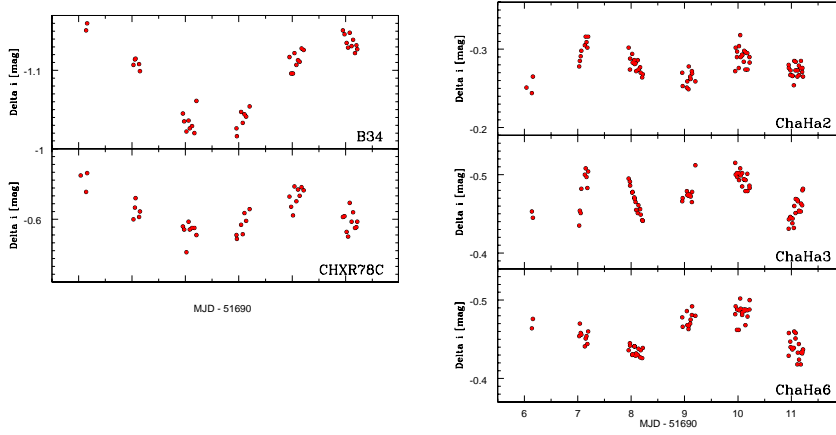 Delta i [mag]
-1.1
B34
-1
Delta i [mag]
-0.6
CHXR78C
MJD - 51690
Delta i [mag]
-0.3
-0.2
ChaHa2
Delta i [mag]
-0.5
-0.4
ChaHa3
Delta i [mag]
-0.5
-0.4
ChaHa6
6 7 8 9 10 11
MJD - 51690